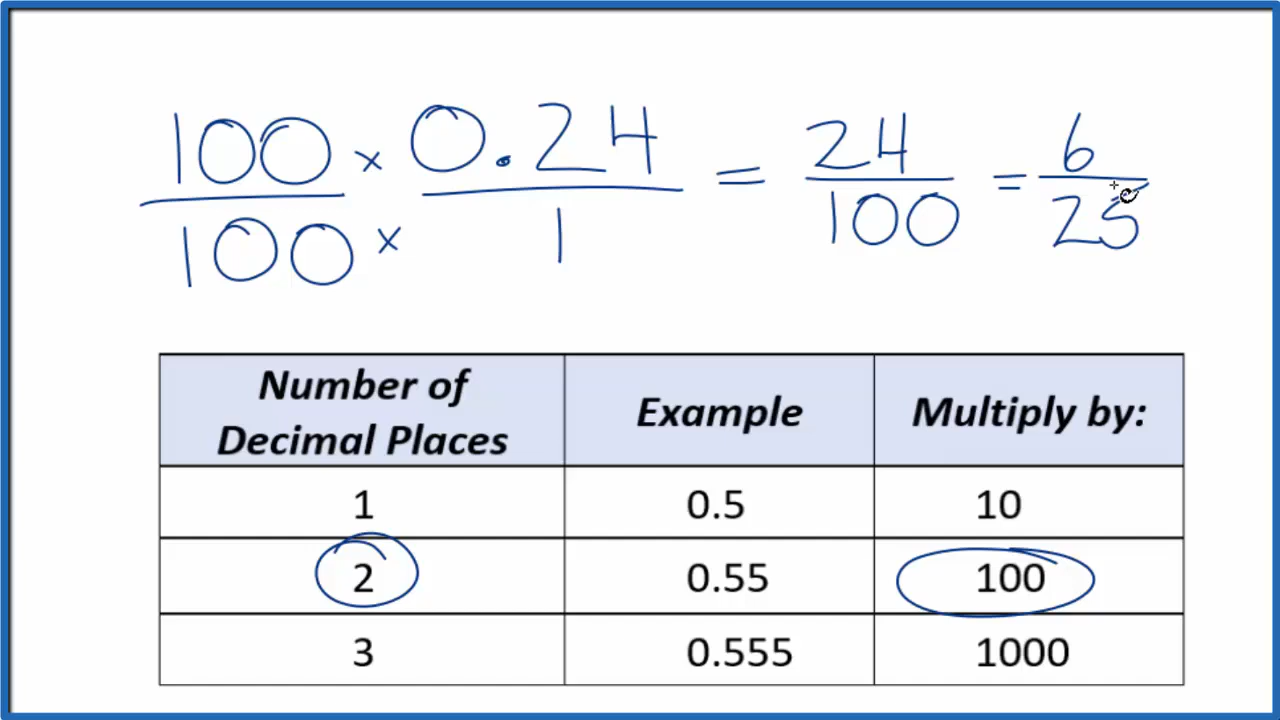 100 × 0.24 = 24 = 6
100 × 1 100 25
Number of Decimal Places Example Multiply by:
1 0.5 10
2 0.55 100
3 0.555 1000